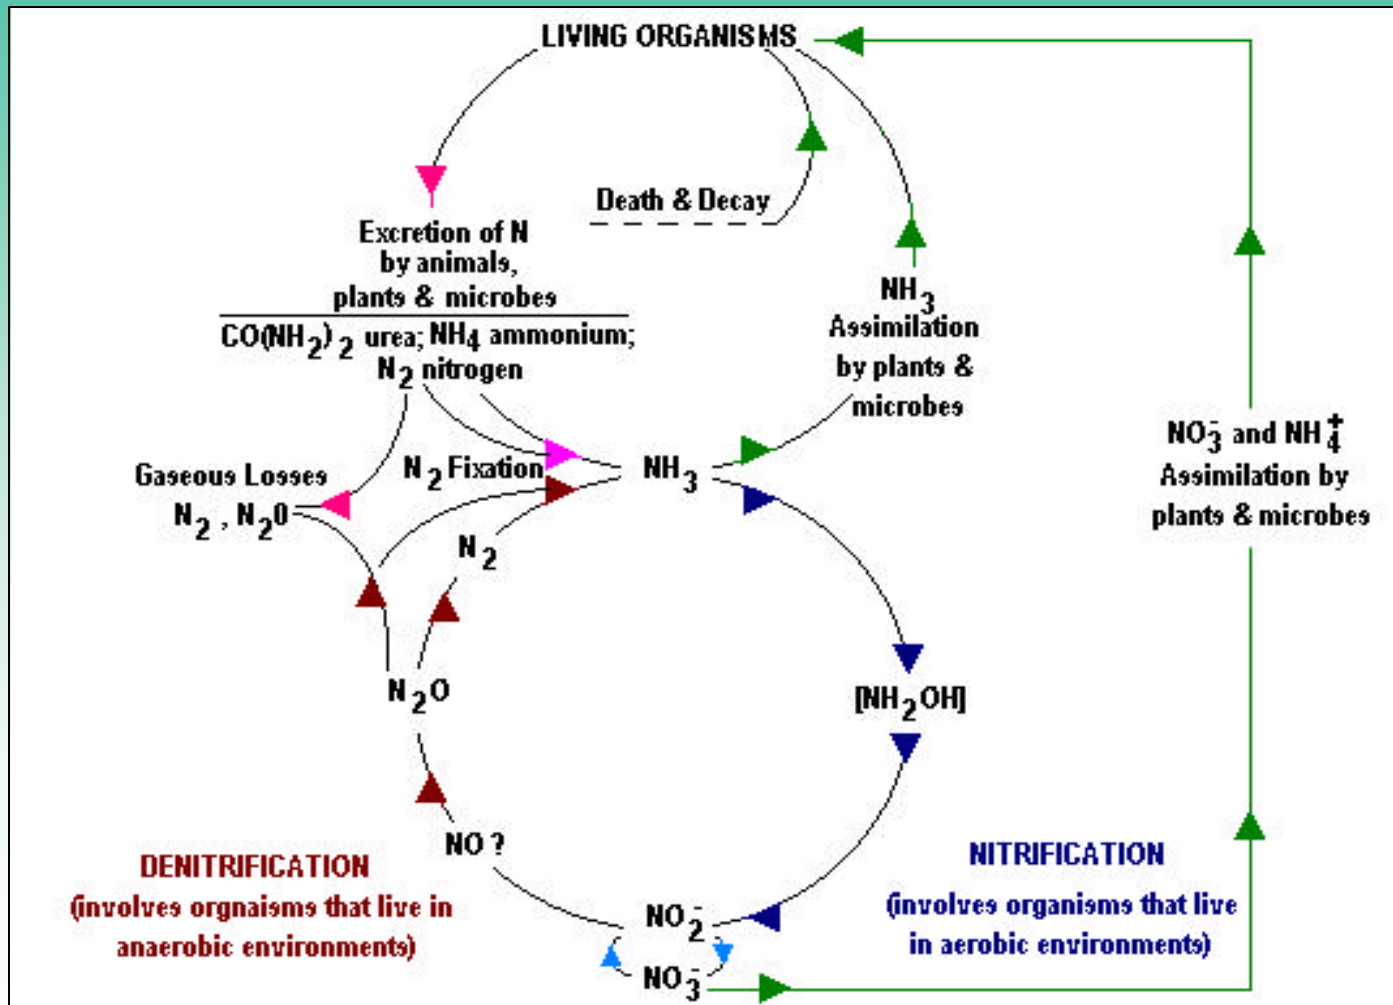 LIVING ORGANISMS
Death & Decay
Excretion of N
by animals,
plants & microbes
CO(NH₂)₂ urea; NH₄ ammonium;
N₂ nitrogen
NH₃
Assimilation
by plants &
microbes
NO₃⁻ and NH₄⁺
Assimilation by
plants & microbes
Gaseous Losses
N₂ , N₂O
N₂ Fixation
NH₃
N₂
N₂O
[NH₂OH]
NO ?
DENITRIFICATION
(involves orgnaisms that live in
anaerobic environments)
NITRIFICATION
(involves organisms that live
in aerobic environments)
NO₂⁻
NO₃⁻